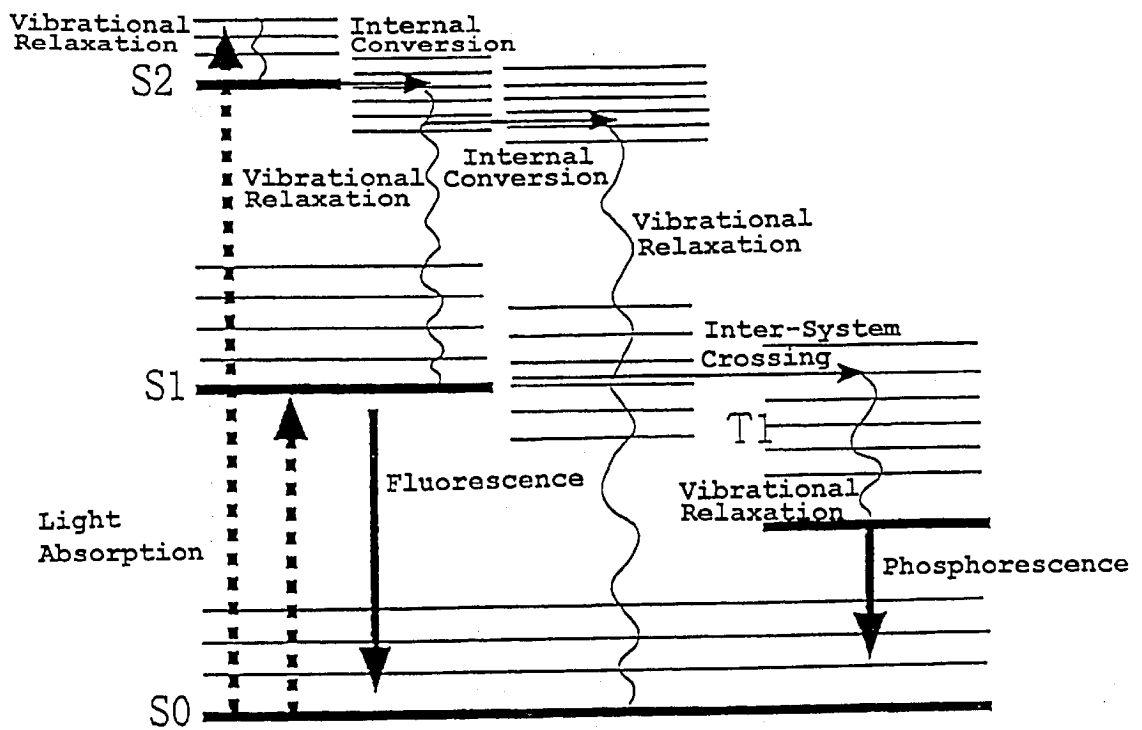 Vibrational
Relaxation
Internal
Conversion
S2
Internal
Conversion
Vibrational
Relaxation
Vibrational
Relaxation
Inter-System
Crossing
S1
T1
Fluorescence
Vibrational
Relaxation
Light
Absorption
Phosphorescence
S0